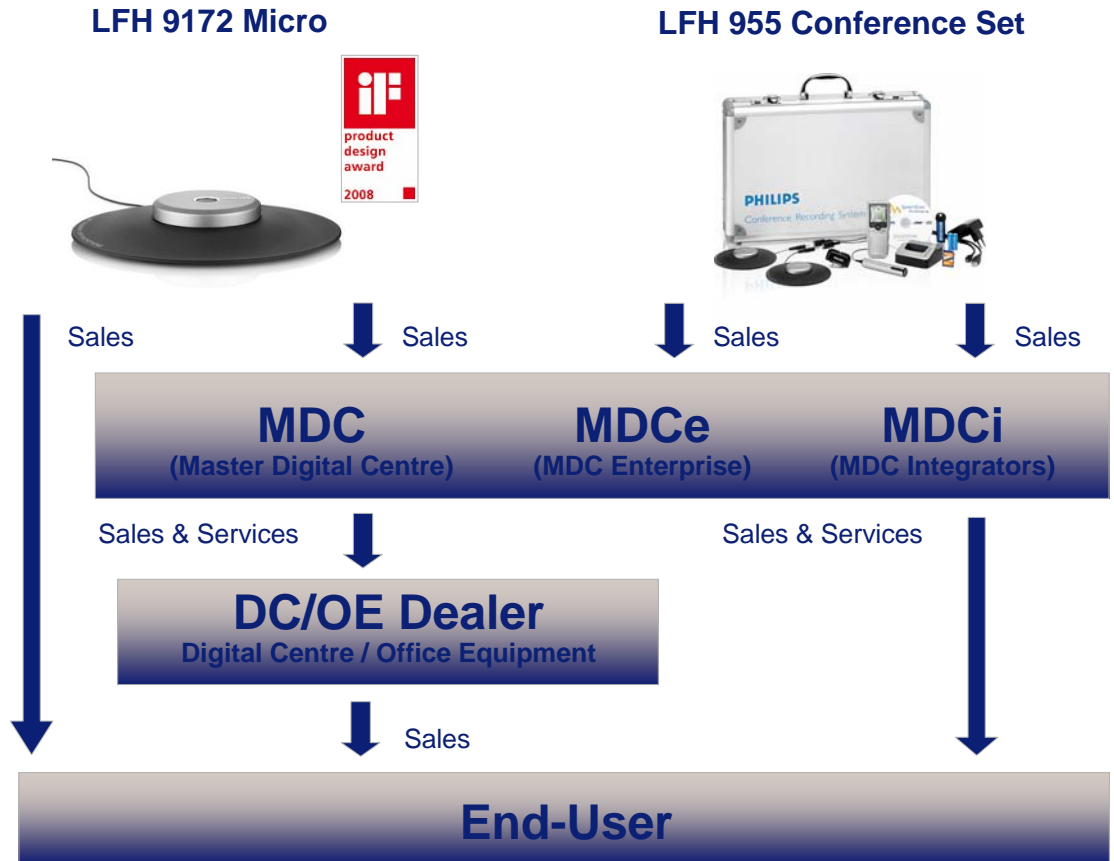 LFH 9172 Micro
LFH 955 Conference Set
iF
product
design
award
2008
PHILIPS
Conference Recording System
Sales
Sales
Sales
Sales
MDC
(Master Digital Centre)
MDCe
(MDC Enterprise)
MDCi
(MDC Integrators)
Sales & Services
Sales & Services
DC/OE Dealer
Digital Centre / Office Equipment
Sales
End-User